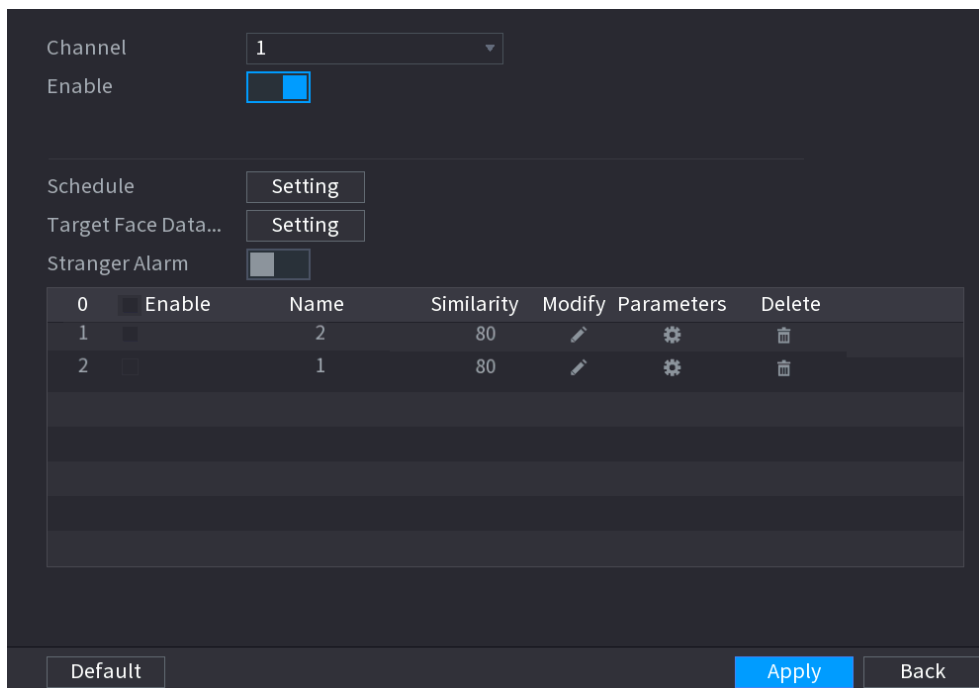 Channel 1
Enable
Schedule Setting
Target Face Data... Setting
Stranger Alarm
0 Enable Name Similarity Modify Parameters Delete
1 2 80
2 1 80
Default Apply Back